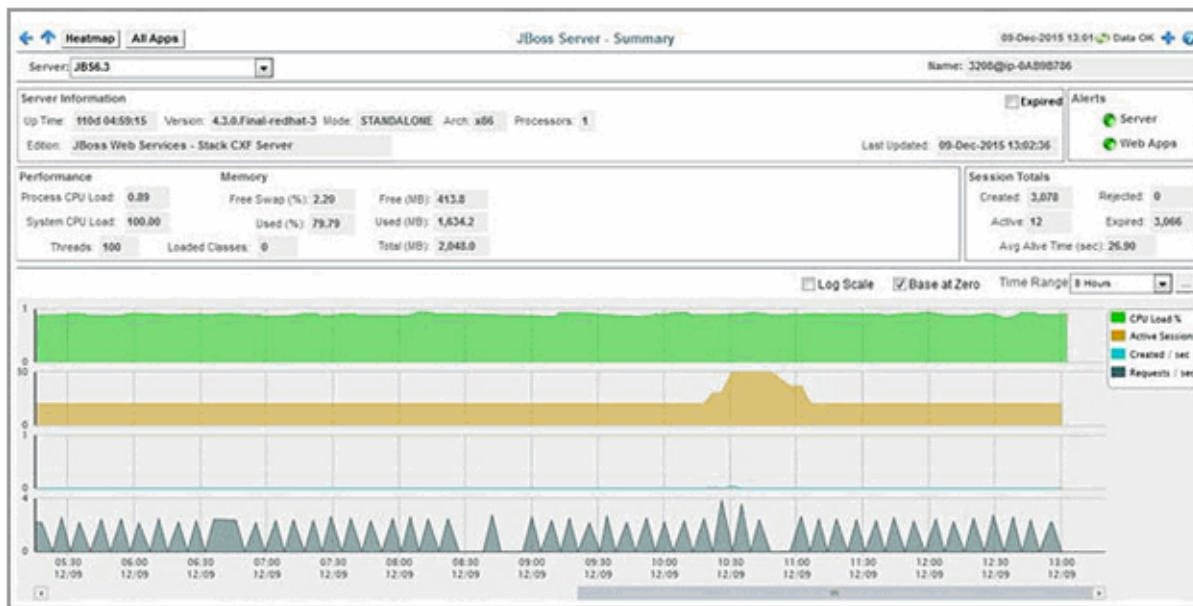 Heatmap All Apps JBoss Server - Summary 09-Dec-2015 13:01 Data OK
Server: JBS6.3 Name: 3208@ip-0A89B786
Server Information Expired Alerts
Up Time: 110d 04:59:15 Version: 4.3.0.Final-redhat-3 Mode: STANDALONE Arch: x86 Processors: 1 Server
Edition: JBoss Web Services - Stack CXF Server Last Updated: 09-Dec-2015 13:02:36 Web Apps
Performance Memory Session Totals
Process CPU Load: 0.89 Free Swap (%): 2.20 Free (MB): 413.8 Created: 3,078 Rejected: 0
System CPU Load: 100.00 Used (%): 79.79 Used (MB): 1,634.2 Active: 12 Expired: 3,066
Threads: 100 Loaded Classes: 0 Total (MB): 2,048.0 Avg Alive Time (sec): 26.90
Log Scale Base at Zero Time Range 8 Hours ...
1 CPU Load %
0 Active Session
Created / sec
0 Requests / sec
1
0
4
0
05:30 06:00 06:30 07:00 07:30 08:00 08:30 09:00 09:30 10:00 10:30 11:00 11:30 12:00 12:30 13:00
12/09 12/09 12/09 12/09 12/09 12/09 12/09 12/09 12/09 12/09 12/09 12/09 12/09 12/09 12/09 12/09